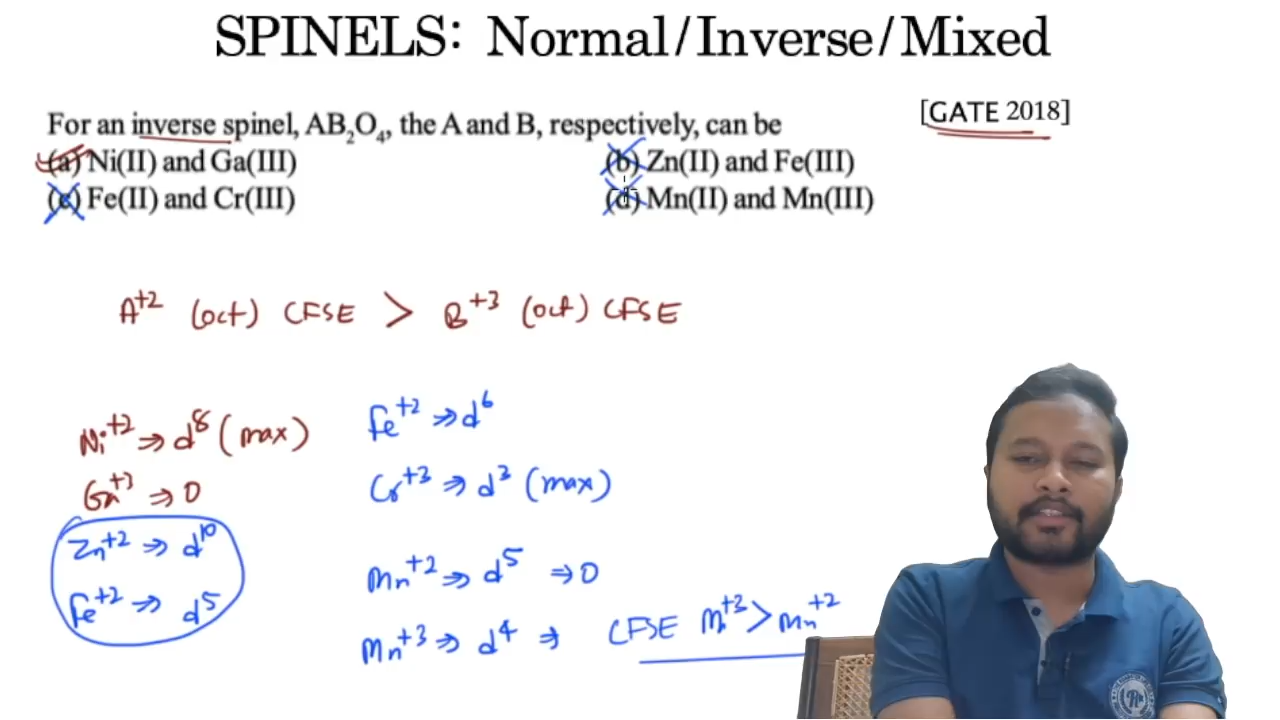 SPINELS: Normal/Inverse/Mixed
For an inverse spinel, AB₂O₄, the A and B, respectively, can be
[GATE 2018]
(a) Ni(II) and Ga(III)
(b) Zn(II) and Fe(III)
(c) Fe(II) and Cr(III)
(d) Mn(II) and Mn(III)
A+2 (oct) CFSE > B+3 (oct) CFSE
Ni+2 ⇒ d8 (max)
Ga+3 ⇒ 0
Zn+2 ⇒ d10
Fe+2 ⇒ d5
Fe+2 ⇒ d6
Cr+3 ⇒ d3 (max)
Mn+2 ⇒ d5 ⇒ 0
Mn+3 ⇒ d4 ⇒ CFSE Mn+3 > Mn+2